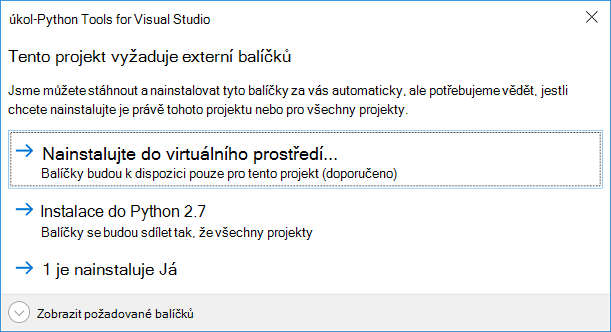 úkol-Python Tools for Visual Studio
Tento projekt vyžaduje externí balíčků
Jsme můžete stáhnout a nainstalovat tyto balíčky za vás automaticky, ale potřebujeme vědět, jestli
chcete nainstalujte je právě tohoto projektu nebo pro všechny projekty.
Nainstalujte do virtuálního prostředí...
Balíčky budou k dispozici pouze pro tento projekt (doporučeno)
Instalace do Python 2.7
Balíčky se budou sdílet tak, že všechny projekty
1 je nainstaluje Já
Zobrazit požadované balíčků